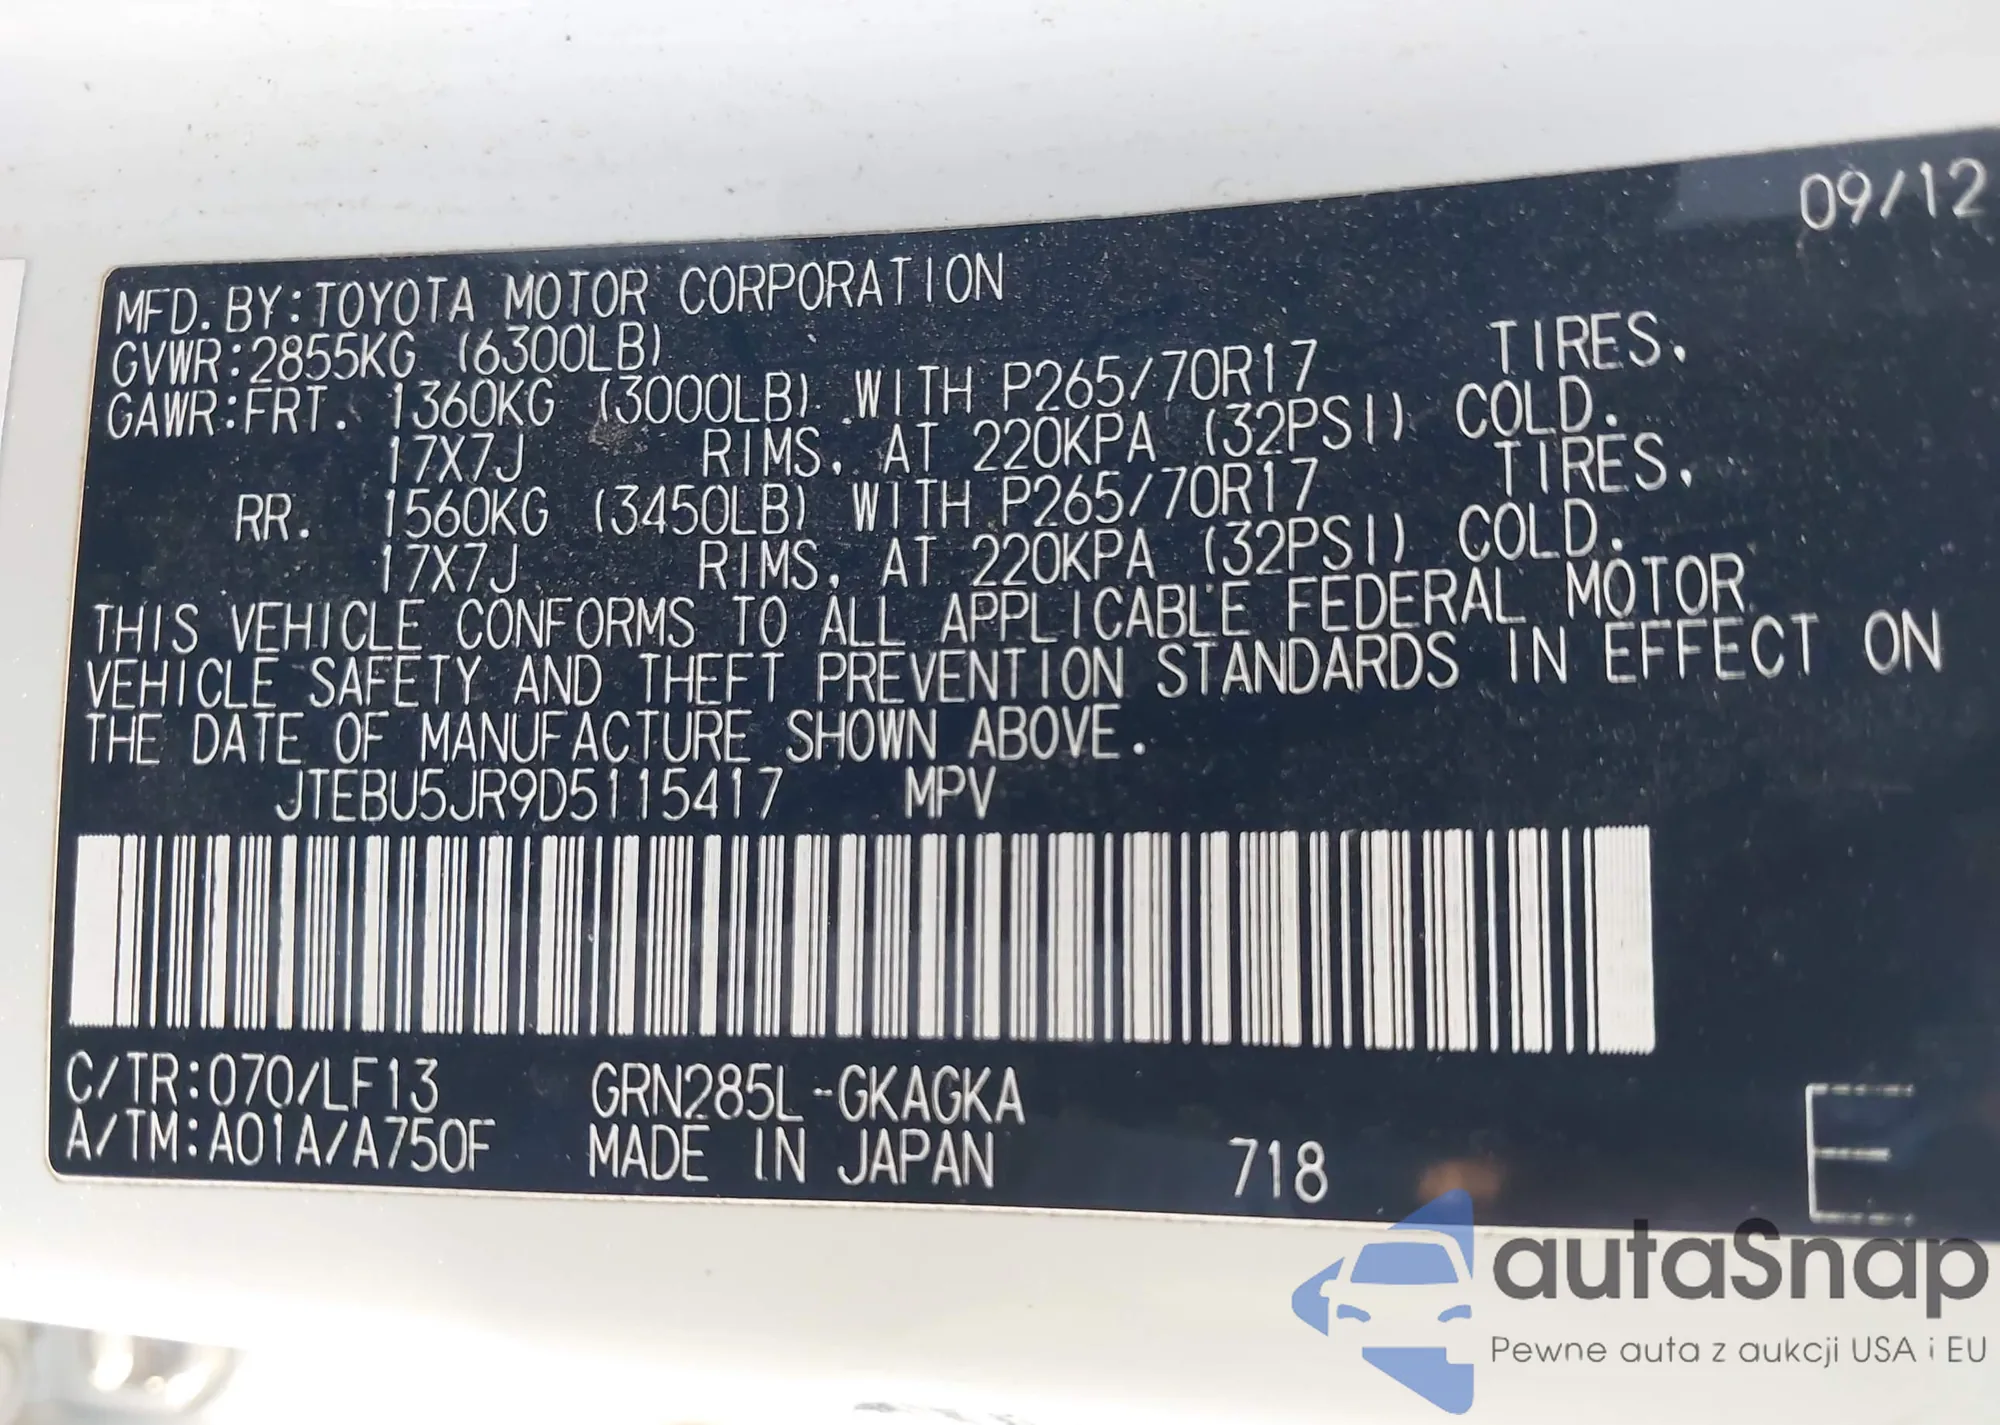 09/12
MFD. BY:TOYOTA MOTOR CORPORATION
GVWR:2855KG (6300LB)
GAWR:FRT. 1360KG (3000LB) WITH P265/70R17 TIRES,
17X7J RIMS, AT 220KPA (32PSI) COLD.
RR. 1560KG (3450LB) WITH P265/70R17 TIRES,
17X7J RIMS, AT 220KPA (32PSI) COLD.
THIS VEHICLE CONFORMS TO ALL APPLICABLE FEDERAL MOTOR
VEHICLE SAFETY AND THEFT PREVENTION STANDARDS IN EFFECT ON
THE DATE OF MANUFACTURE SHOWN ABOVE.
JTEBU5JR9D5115417 MPV
C/TR:070/LF13 GRN285L-GKAGKA
A/TM:A01A/A750F MADE IN JAPAN 718 E
autaSnap
Pewne auta z aukcji USA i EU